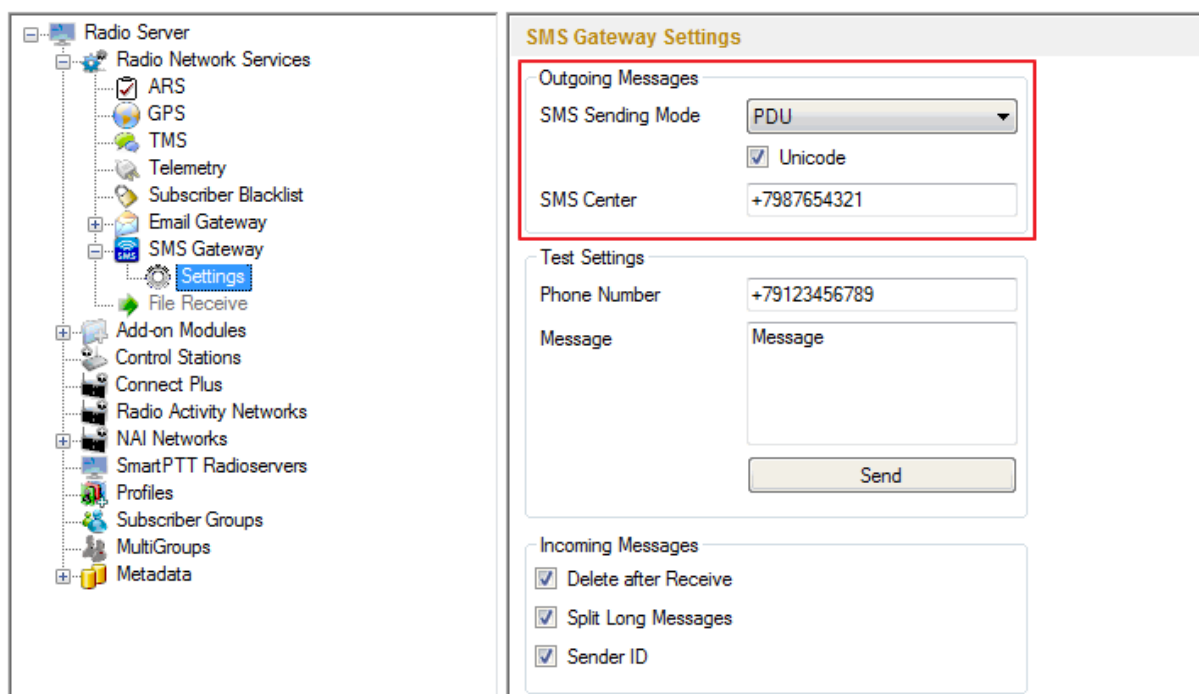 Radio Server
Radio Network Services
ARS
GPS
TMS
Telemetry
Subscriber Blacklist
Email Gateway
SMS Gateway
Settings
File Receive
Add-on Modules
Control Stations
Connect Plus
Radio Activity Networks
NAI Networks
SmartPTT Radioservers
Profiles
Subscriber Groups
MultiGroups
Metadata
SMS Gateway Settings
Outgoing Messages
SMS Sending Mode PDU
Unicode
SMS Center +7987654321
Test Settings
Phone Number +79123456789
Message Message
Send
Incoming Messages
Delete after Receive
Split Long Messages
Sender ID